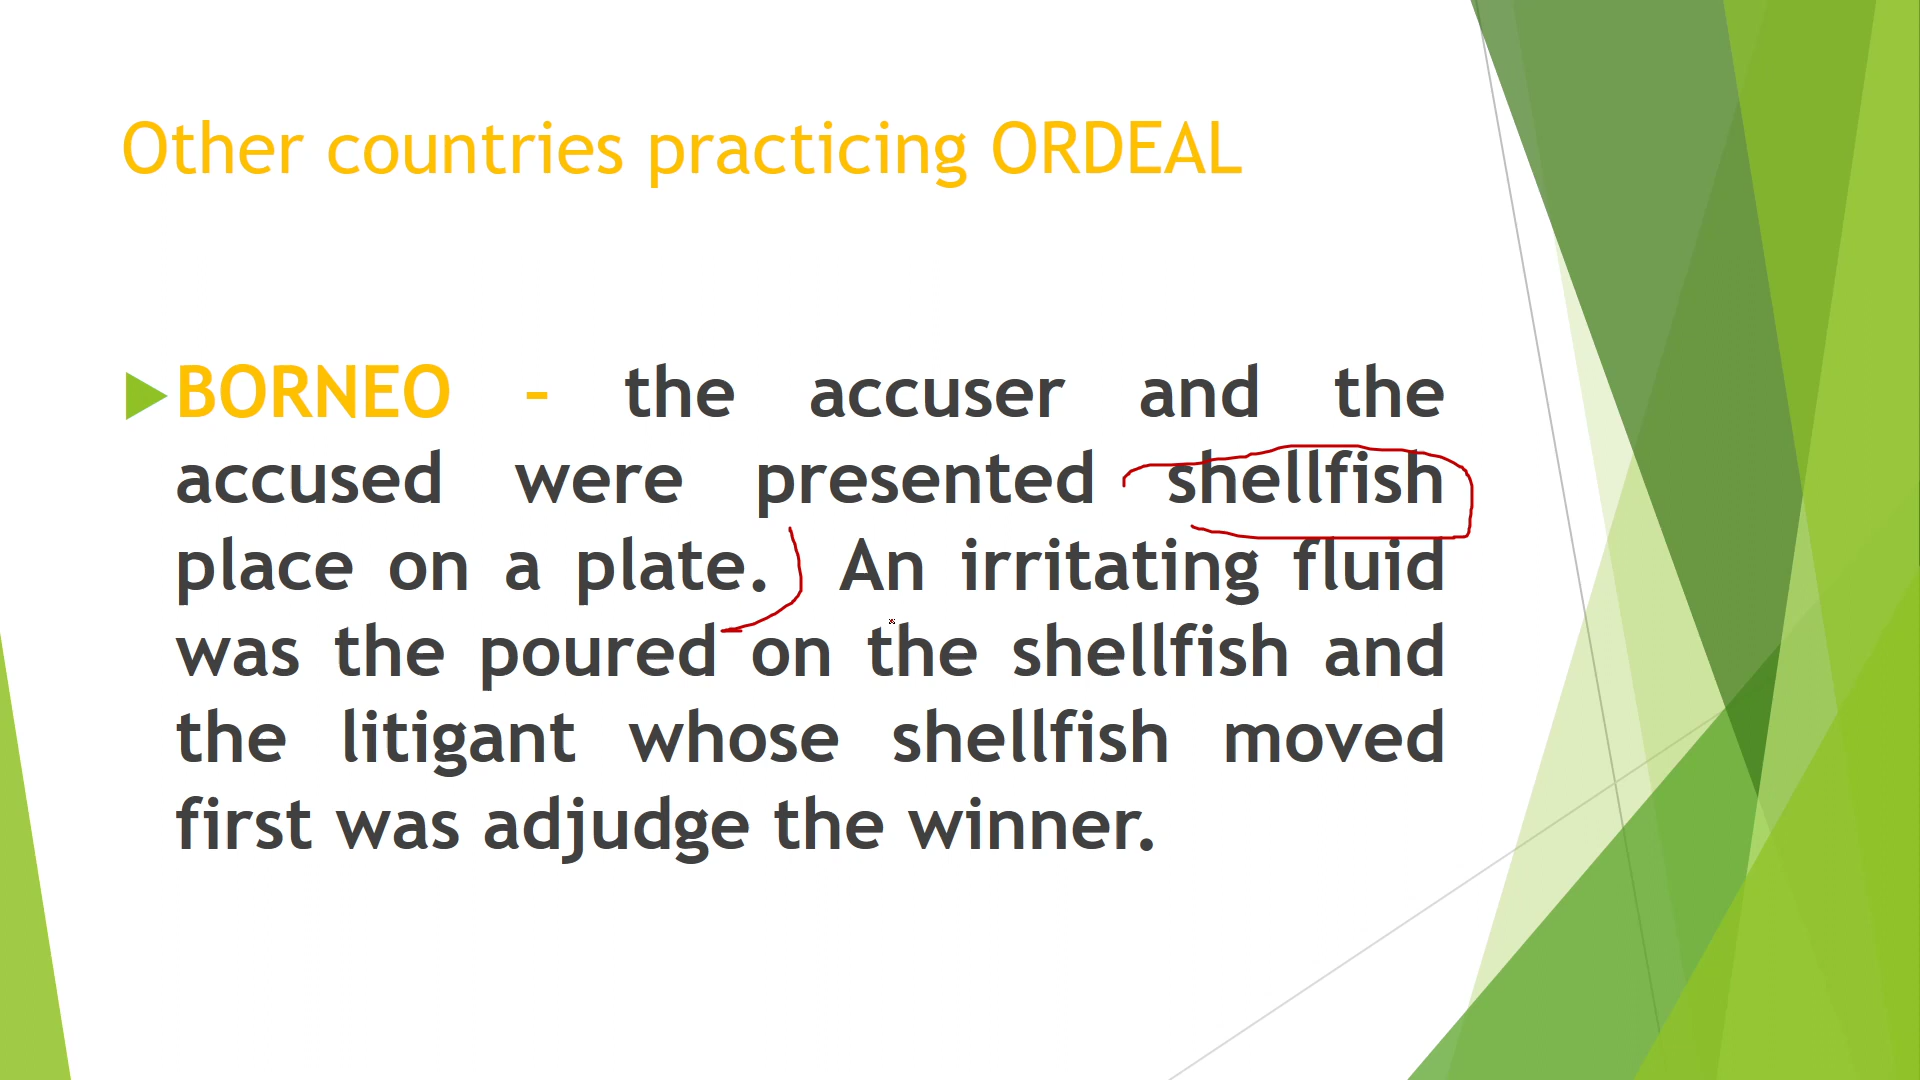 Other countries practicing ORDEAL
BORNEO – the accuser and the
accused were presented shellfish
place on a plate. An irritating fluid
was the poured on the shellfish and
the litigant whose shellfish moved
first was adjudge the winner.